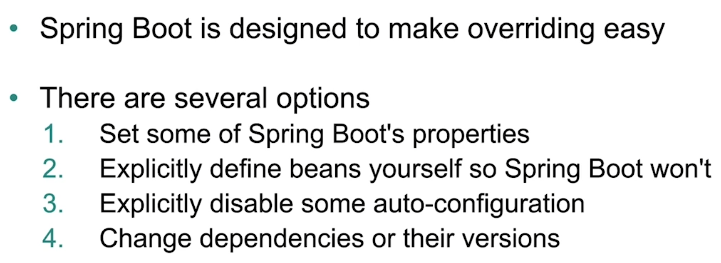 • Spring Boot is designed to make overriding easy
• There are several options
1. Set some of Spring Boot's properties
2. Explicitly define beans yourself so Spring Boot won't
3. Explicitly disable some auto-configuration
4. Change dependencies or their versions